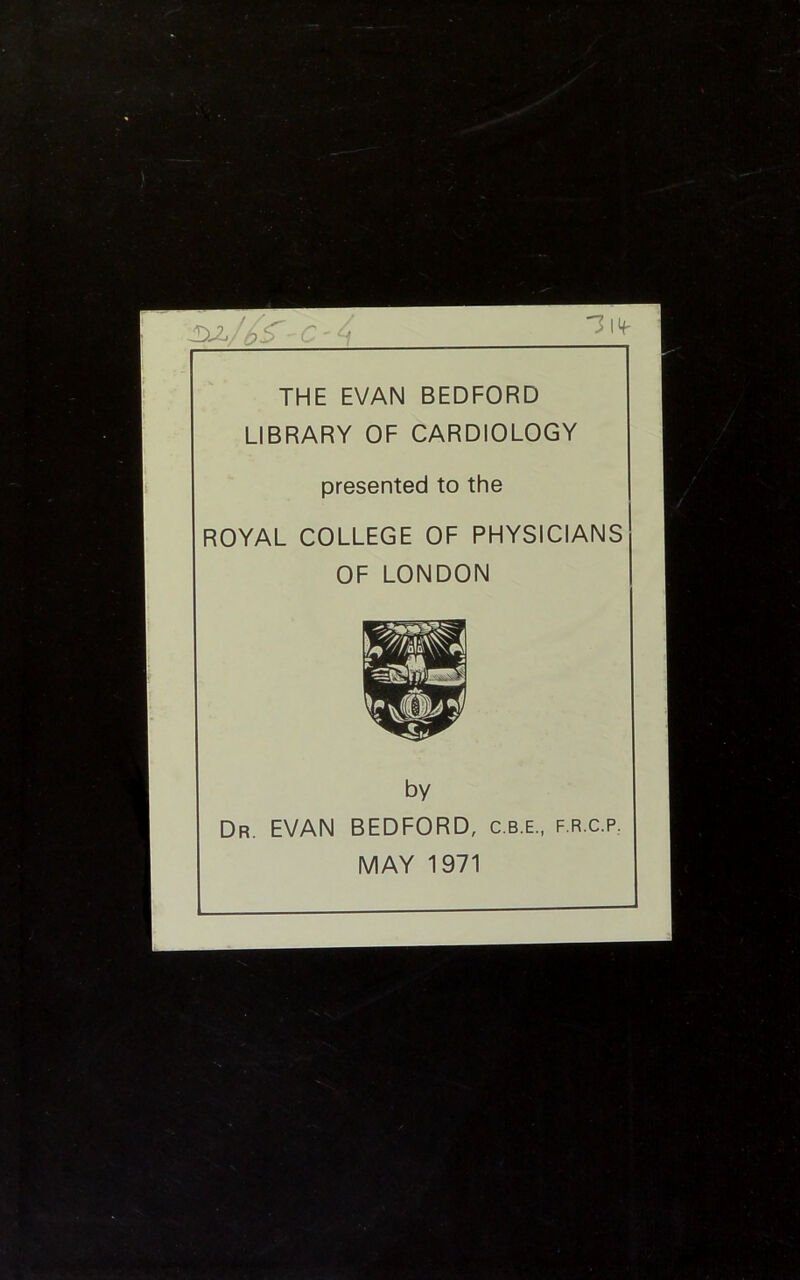 D2/65-C-4 314
THE EVAN BEDFORD
LIBRARY OF CARDIOLOGY
presented to the
ROYAL COLLEGE OF PHYSICIANS
OF LONDON
by
DR. EVAN BEDFORD, C.B.E., F.R.C.P.
MAY 1971